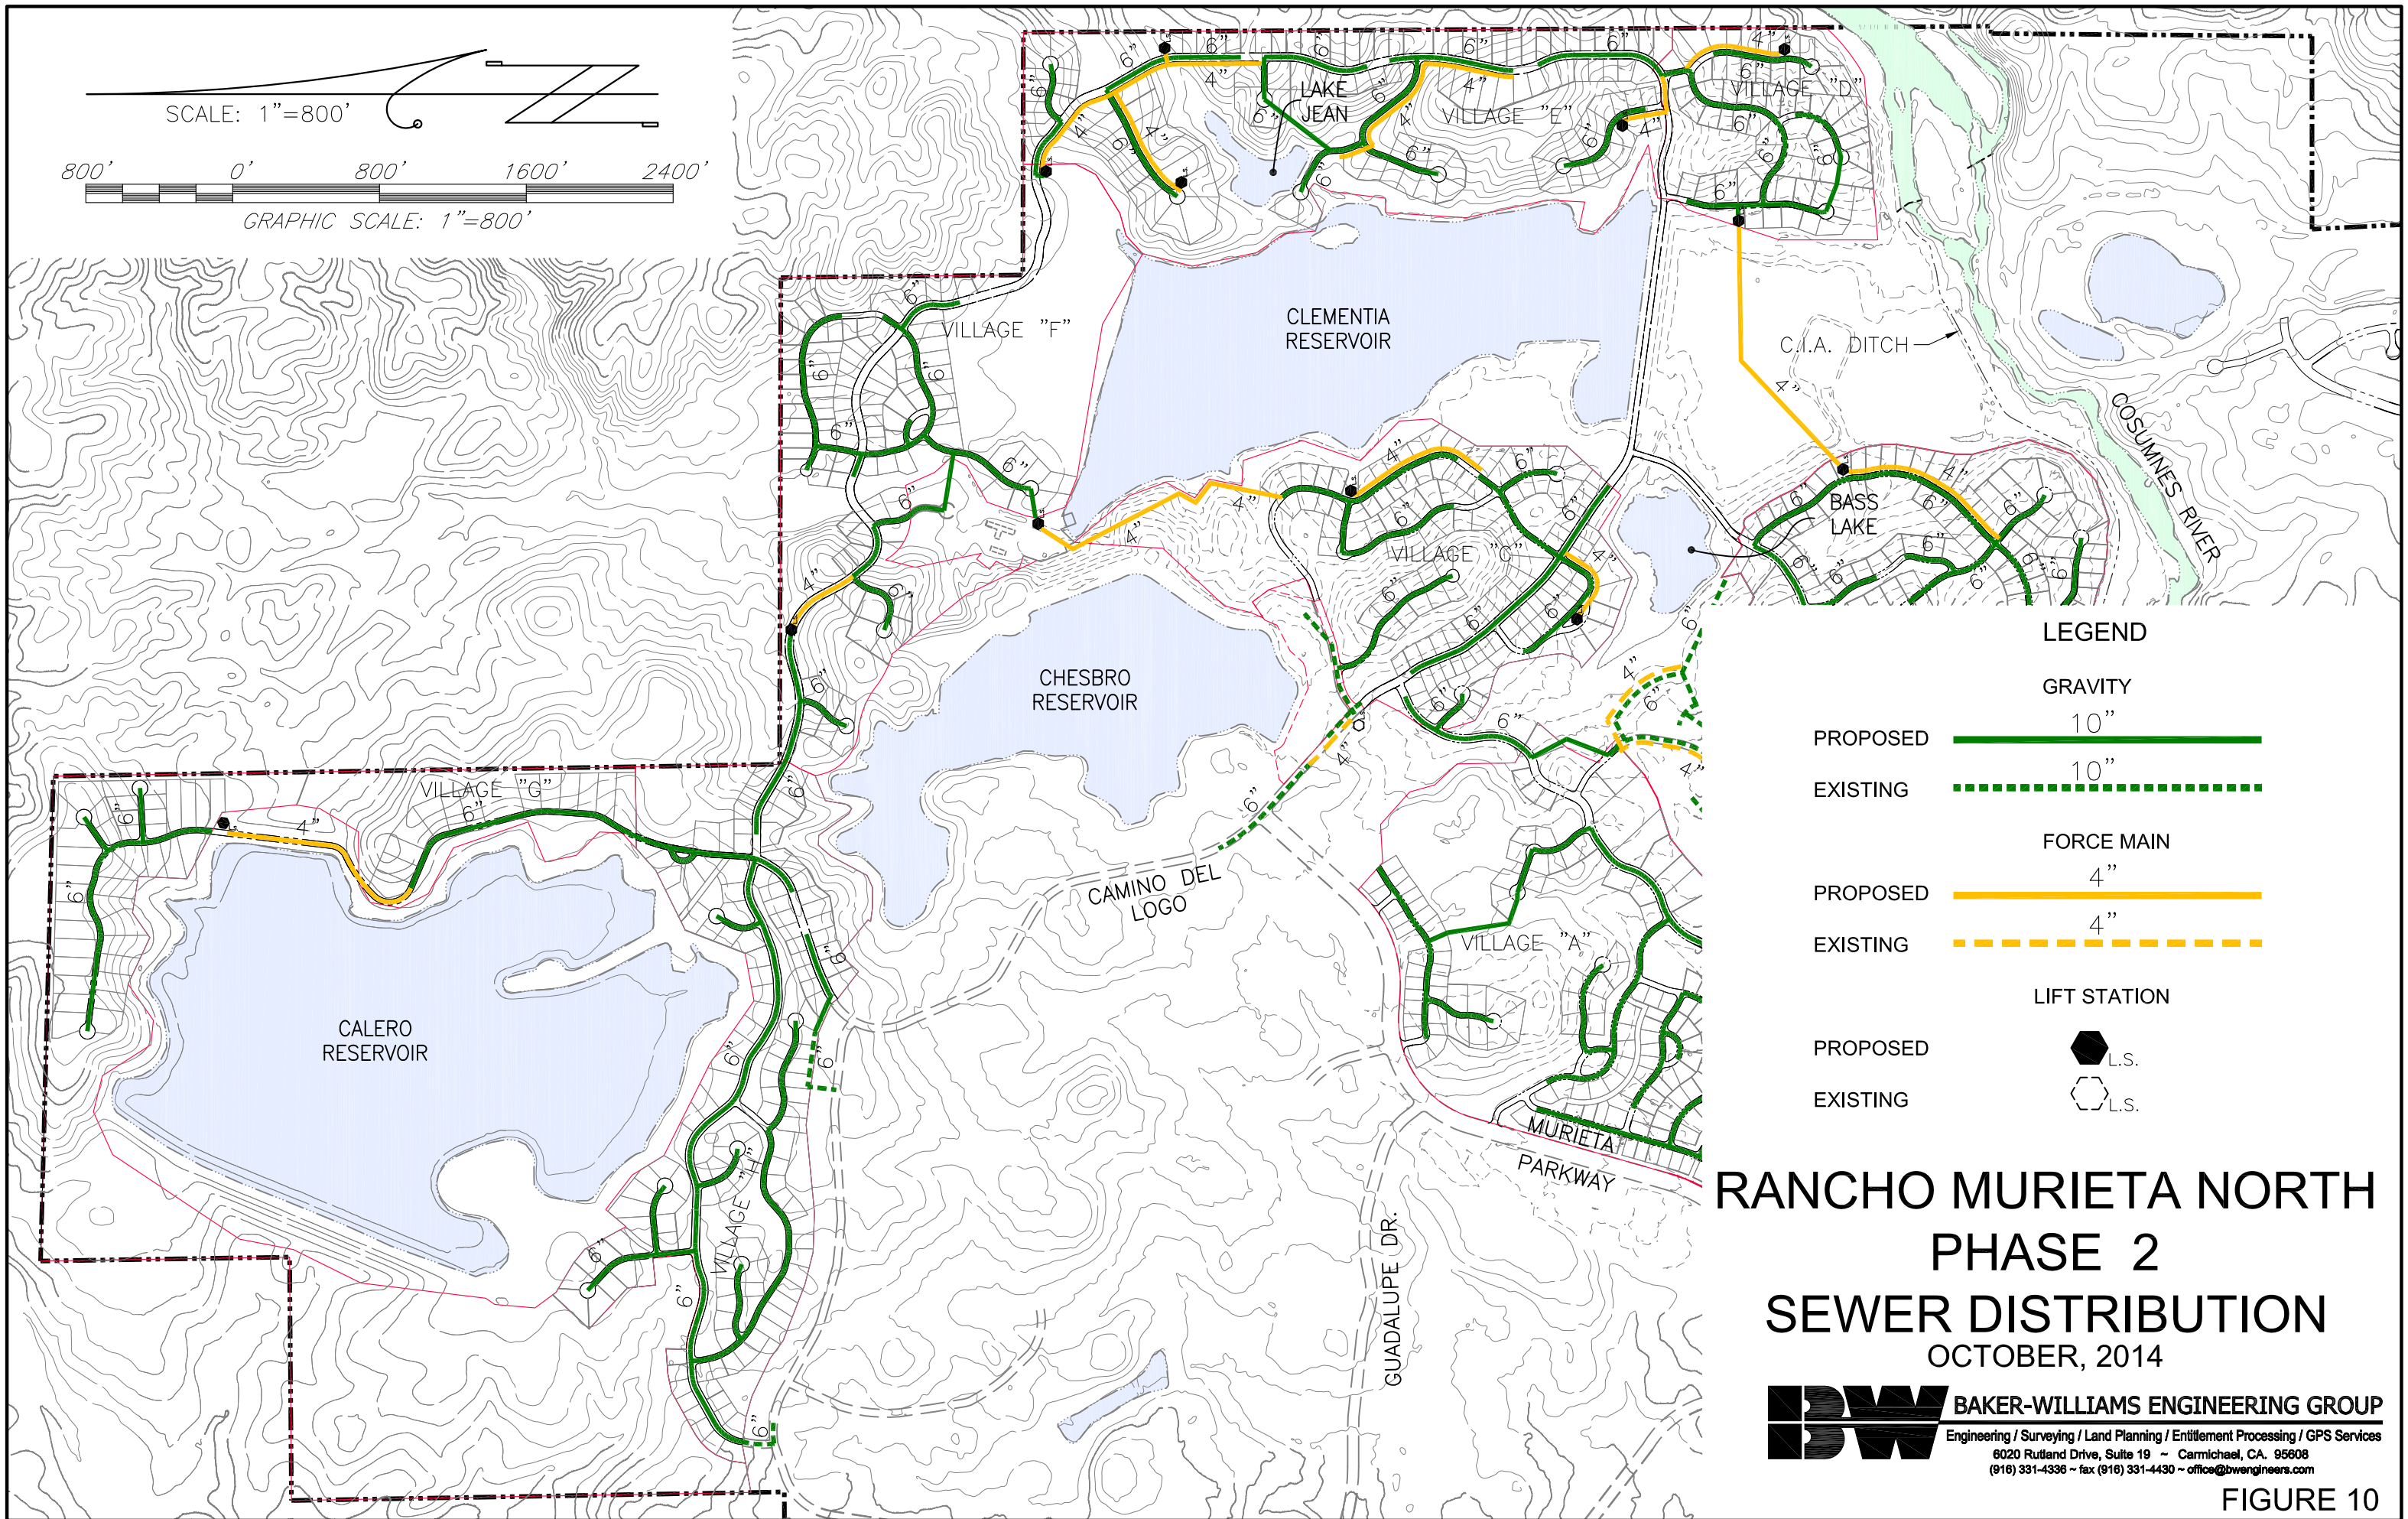 SCALE: 1"=800'
800' 0' 800' 1600' 2400'
GRAPHIC SCALE: 1"=800'
LAKE
JEAN
VILLAGE "E"
VILLAGE "D"
CLEMENTIA
RESERVOIR
VILLAGE "F"
C.I.A. DITCH
COSUMNES RIVER
BASS
LAKE
VILLAGE "C"
CHESBRO
RESERVOIR
VILLAGE "G"
CAMINO DEL
LOGO
CALERO
RESERVOIR
VILLAGE "A"
VILLAGE "H"
MURIETA
PARKWAY
GUADALUPE DR.
6"
4"
LEGEND
GRAVITY
PROPOSED 10"
EXISTING 10"
FORCE MAIN
PROPOSED 4"
EXISTING 4"
LIFT STATION
PROPOSED L.S.
EXISTING L.S.
RANCHO MURIETA NORTH
PHASE 2
SEWER DISTRIBUTION
OCTOBER, 2014
BW
BAKER-WILLIAMS ENGINEERING GROUP
Engineering / Surveying / Land Planning / Entitlement Processing / GPS Services
6020 Rutland Drive, Suite 19 ~ Carmichael, CA. 95608
(916) 331-4336 ~ fax (916) 331-4430 ~ office@bwengineers.com
FIGURE 10